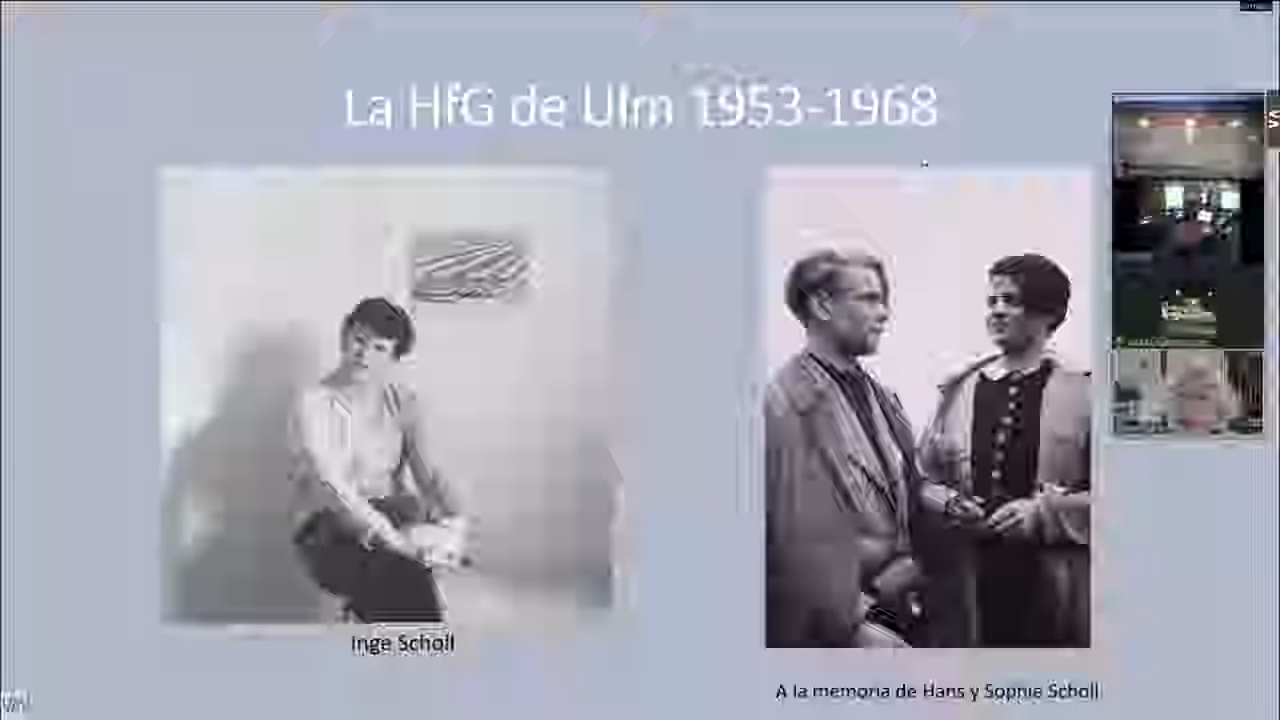 La HfG de Ulm 1953-1968
Inge Scholl
A la memoria de Hans y Sophie Scholl